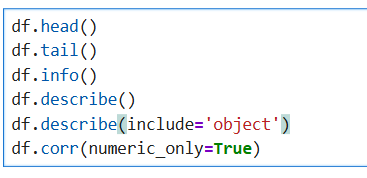 df.head()
df.tail()
df.info()
df.describe()
df.describe(include='object')
df.corr(numeric_only=True)